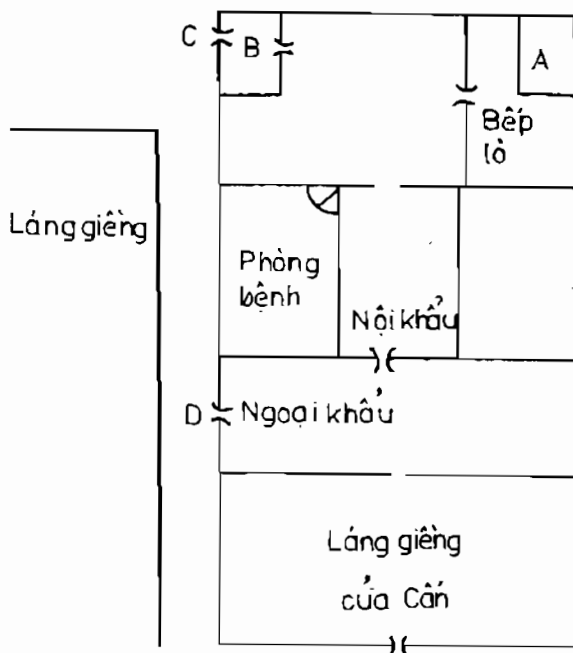 C
B
A
Bếp
lò
Láng giềng
Phòng
bệnh
Nội khẩu
D
Ngoại khẩu
Láng giềng
của Cấn